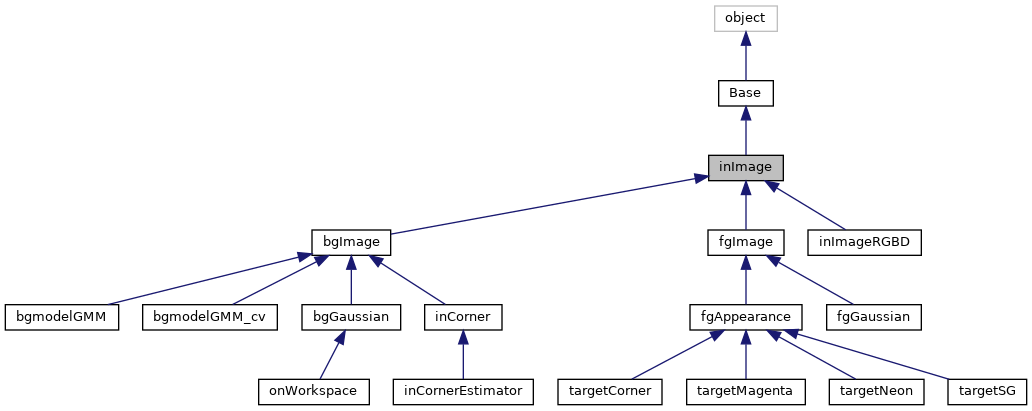 object
Base
inImage
bgImage
fgImage
inImageRGBD
bgmodelGMM
bgmodelGMM_cv
bgGaussian
inCorner
fgAppearance
fgGaussian
onWorkspace
inCornerEstimator
targetCorner
targetMagenta
targetNeon
targetSG